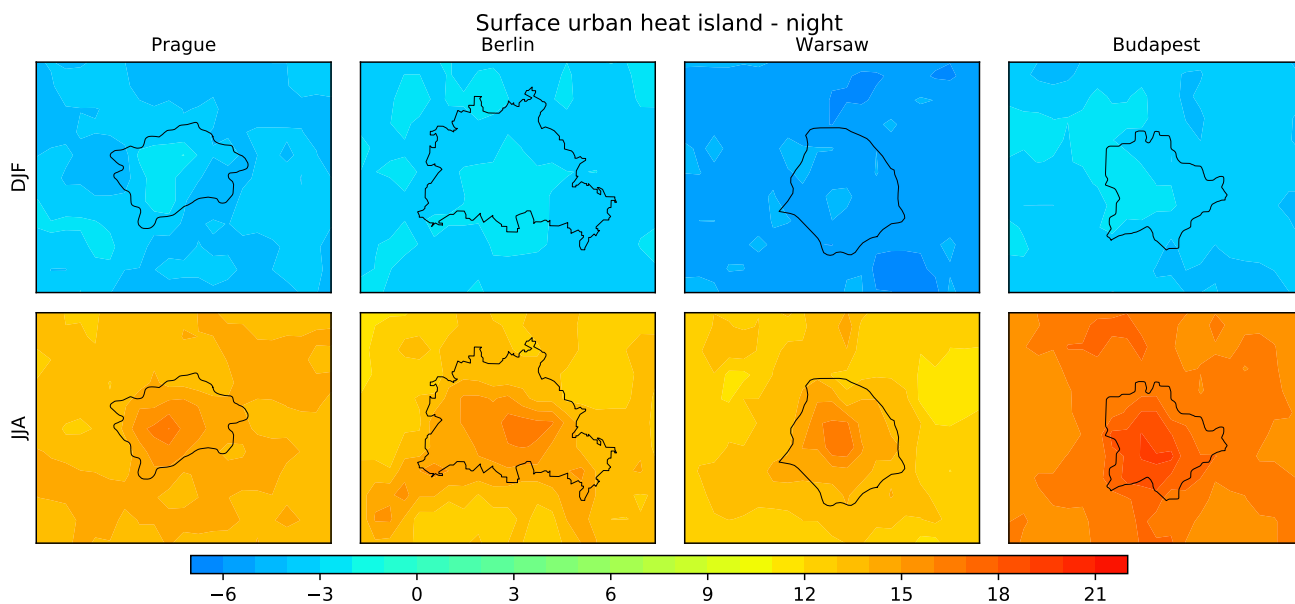 Surface urban heat island - night
Prague Berlin Warsaw Budapest
DJF
JJA
−6 −3 0 3 6 9 12 15 18 21